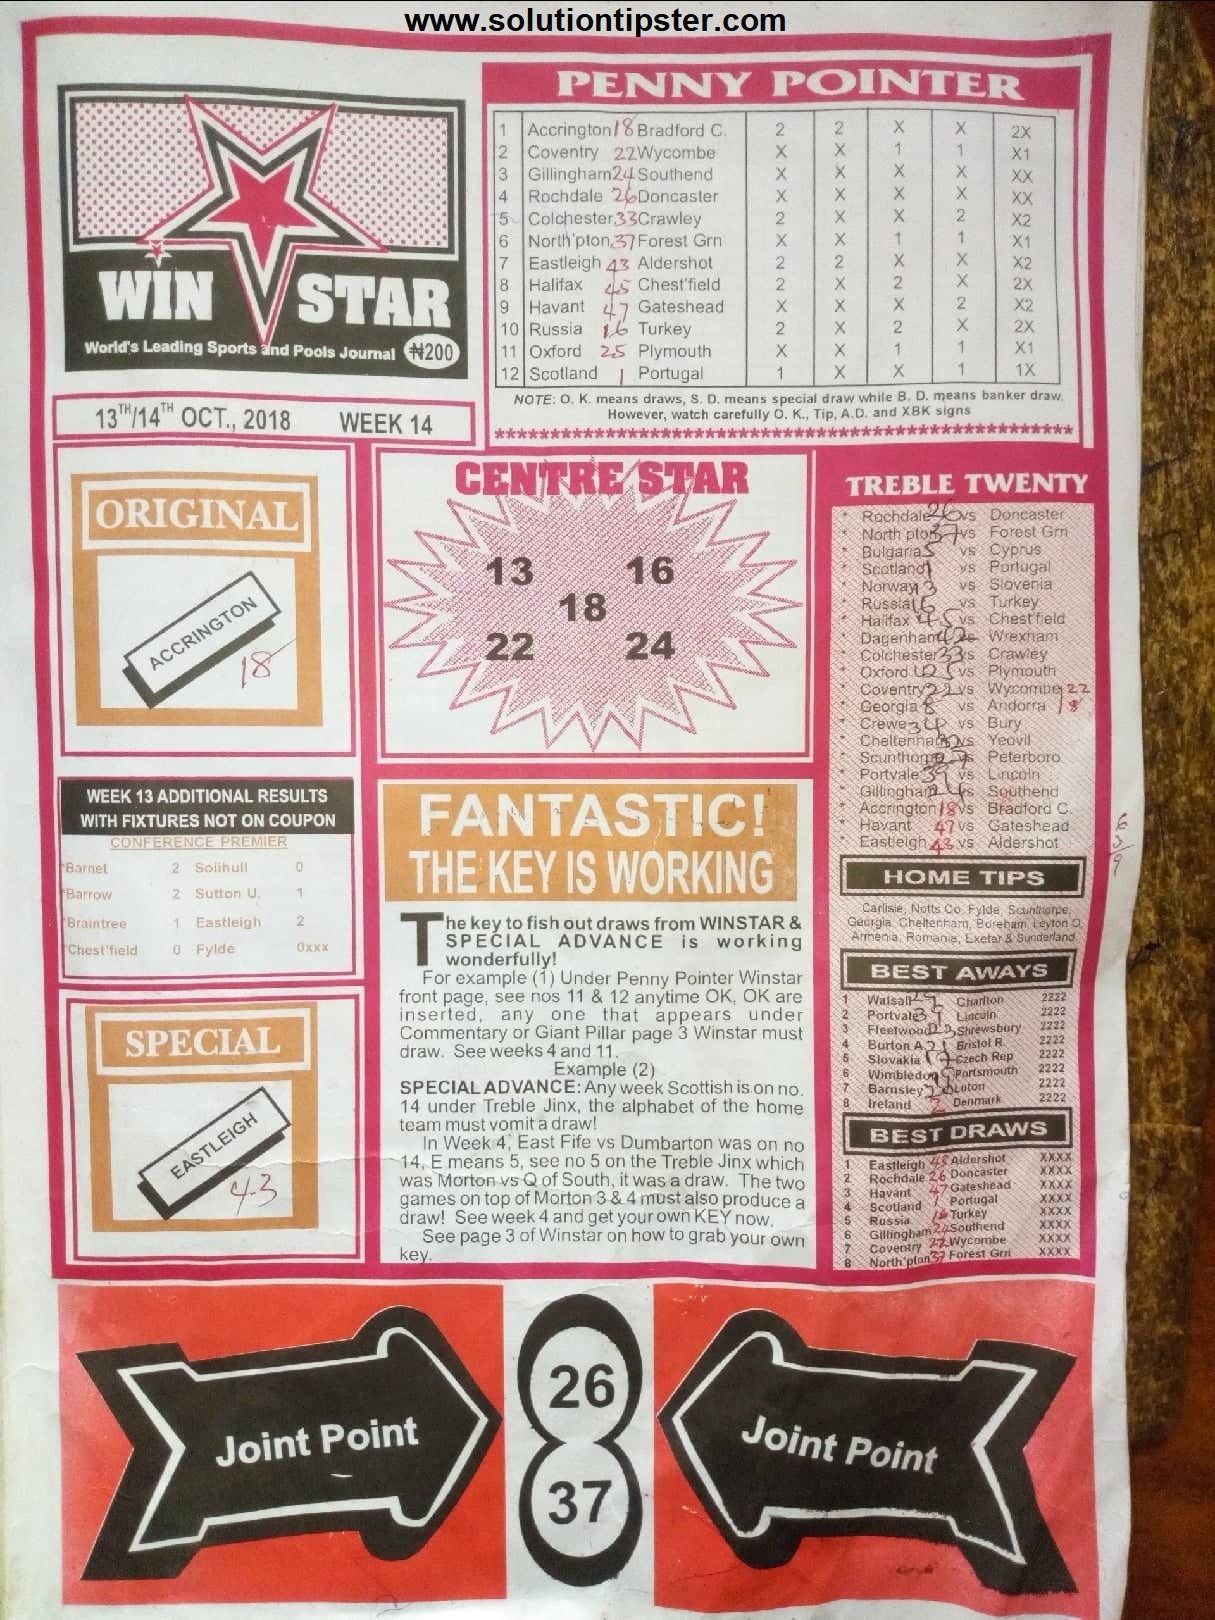 www.solutiontipster.com
WIN STAR
World's Leading Sports and Pools Journal ₦200
13TH/14TH OCT., 2018 WEEK 14
PENNY POINTER
1 Accrington 18 Bradford C. 2 2 X X 2X
2 Coventry 22 Wycombe X X 1 1 X1
3 Gillingham 24 Southend X X X X XX
4 Rochdale 26 Doncaster X X X X XX
5 Colchester 33 Crawley 2 X X 2 X2
6 North'pton 37 Forest Grn X X 1 1 X1
7 Eastleigh 43 Aldershot 2 2 X X X2
8 Halifax 45 Chest'field 2 X 2 X 2X
9 Havant 47 Gateshead X X X 2 X2
10 Russia 16 Turkey 2 X 2 X 2X
11 Oxford 25 Plymouth X X 1 1 X1
12 Scotland 1 Portugal 1 X X 1 1X
NOTE: O. K. means draws, S. D. means special draw while B. D. means banker draw.
However, watch carefully O. K., Tip, A.D. and XBK signs
ORIGINAL
ACCRINGTON
18
WEEK 13 ADDITIONAL RESULTS
WITH FIXTURES NOT ON COUPON
CONFERENCE PREMIER
*Barnet 2 Solihull 0
*Barrow 2 Sutton U. 1
*Braintree 1 Eastleigh 2
*Chest'field 0 Fylde 0xxx
SPECIAL
EASTLEIGH
43
CENTRE STAR
13 16
18
22 24
FANTASTIC!
THE KEY IS WORKING
The key to fish out draws from WINSTAR &
SPECIAL ADVANCE is working
wonderfully!
For example (1) Under Penny Pointer Winstar
front page, see nos 11 & 12 anytime OK, OK are
inserted, any one that appears under
Commentary or Giant Pillar page 3 Winstar must
draw. See weeks 4 and 11.
Example (2)
SPECIAL ADVANCE: Any week Scottish is on no.
14 under Treble Jinx, the alphabet of the home
team must vomit a draw!
In Week 4, East Fife vs Dumbarton was on no
14, E means 5, see no 5 on the Treble Jinx which
was Morton vs Q of South, it was a draw. The two
games on top of Morton 3 & 4 must also produce a
draw! See week 4 and get your own KEY now.
See page 3 of Winstar on how to grab your own
key.
TREBLE TWENTY
* Rochdale 26 vs Doncaster
* North pton 37 vs Forest Grn
* Bulgaria 5 vs Cyprus
* Scotland 1 vs Portugal
* Norway 3 vs Slovenia
* Russia 16 vs Turkey
* Halifax 45 vs Chest'field
* Dagenham 42 vs Wrexham
* Colchester 33 vs Crawley
* Oxford U 25 vs Plymouth
* Coventry 22 vs Wycombe 22
* Georgia 8 vs Andorra 18
* Crewe 34 vs Bury
* Cheltenham vs Yeovil
* Scunthorpe 27 vs Peterboro
* Portvale 39 vs Lincoln
* Gillingham 24 vs Southend
* Accrington 18 vs Bradford C.
* Havant 47 vs Gateshead
* Eastleigh 43 vs Aldershot
HOME TIPS
Carlisle, Notts Co, Fylde, Scunthorpe,
Georgia, Cheltenham, Boreham, Leyton O,
Armenia, Romania, Exeter & Sunderland
BEST AWAYS
1 Walsall 29 Charlton 2222
2 Portvale 39 Lincoln 2222
3 Fleetwood 23 Shrewsbury 2222
4 Burton A 21 Bristol R. 2222
5 Slovakia 17 Czech Rep 2222
6 Wimbledon Portsmouth 2222
7 Barnsley Luton 2222
8 Ireland 2 Denmark 2222
BEST DRAWS
1 Eastleigh 43 Aldershot XXXX
2 Rochdale 26 Doncaster XXXX
3 Havant 47 Gateshead XXXX
4 Scotland 1 Portugal XXXX
5 Russia 16 Turkey XXXX
6 Gillingham 24 Southend XXXX
7 Coventry 22 Wycombe XXXX
8 North'pton 37 Forest Grn XXXX
Joint Point
26
37
Joint Point